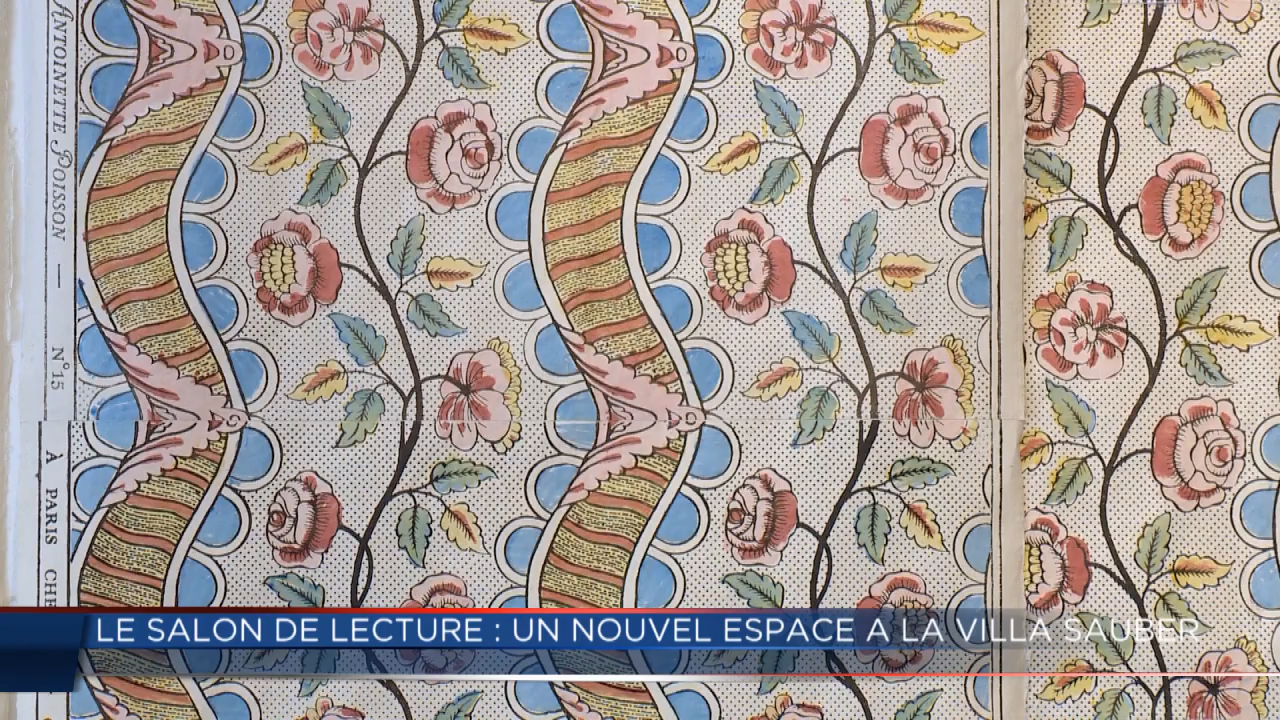 ANTOINETTE POISSON — N°15
À PARIS CHE
LE SALON DE LECTURE : UN NOUVEL ESPACE A LA VILLA SAUBER